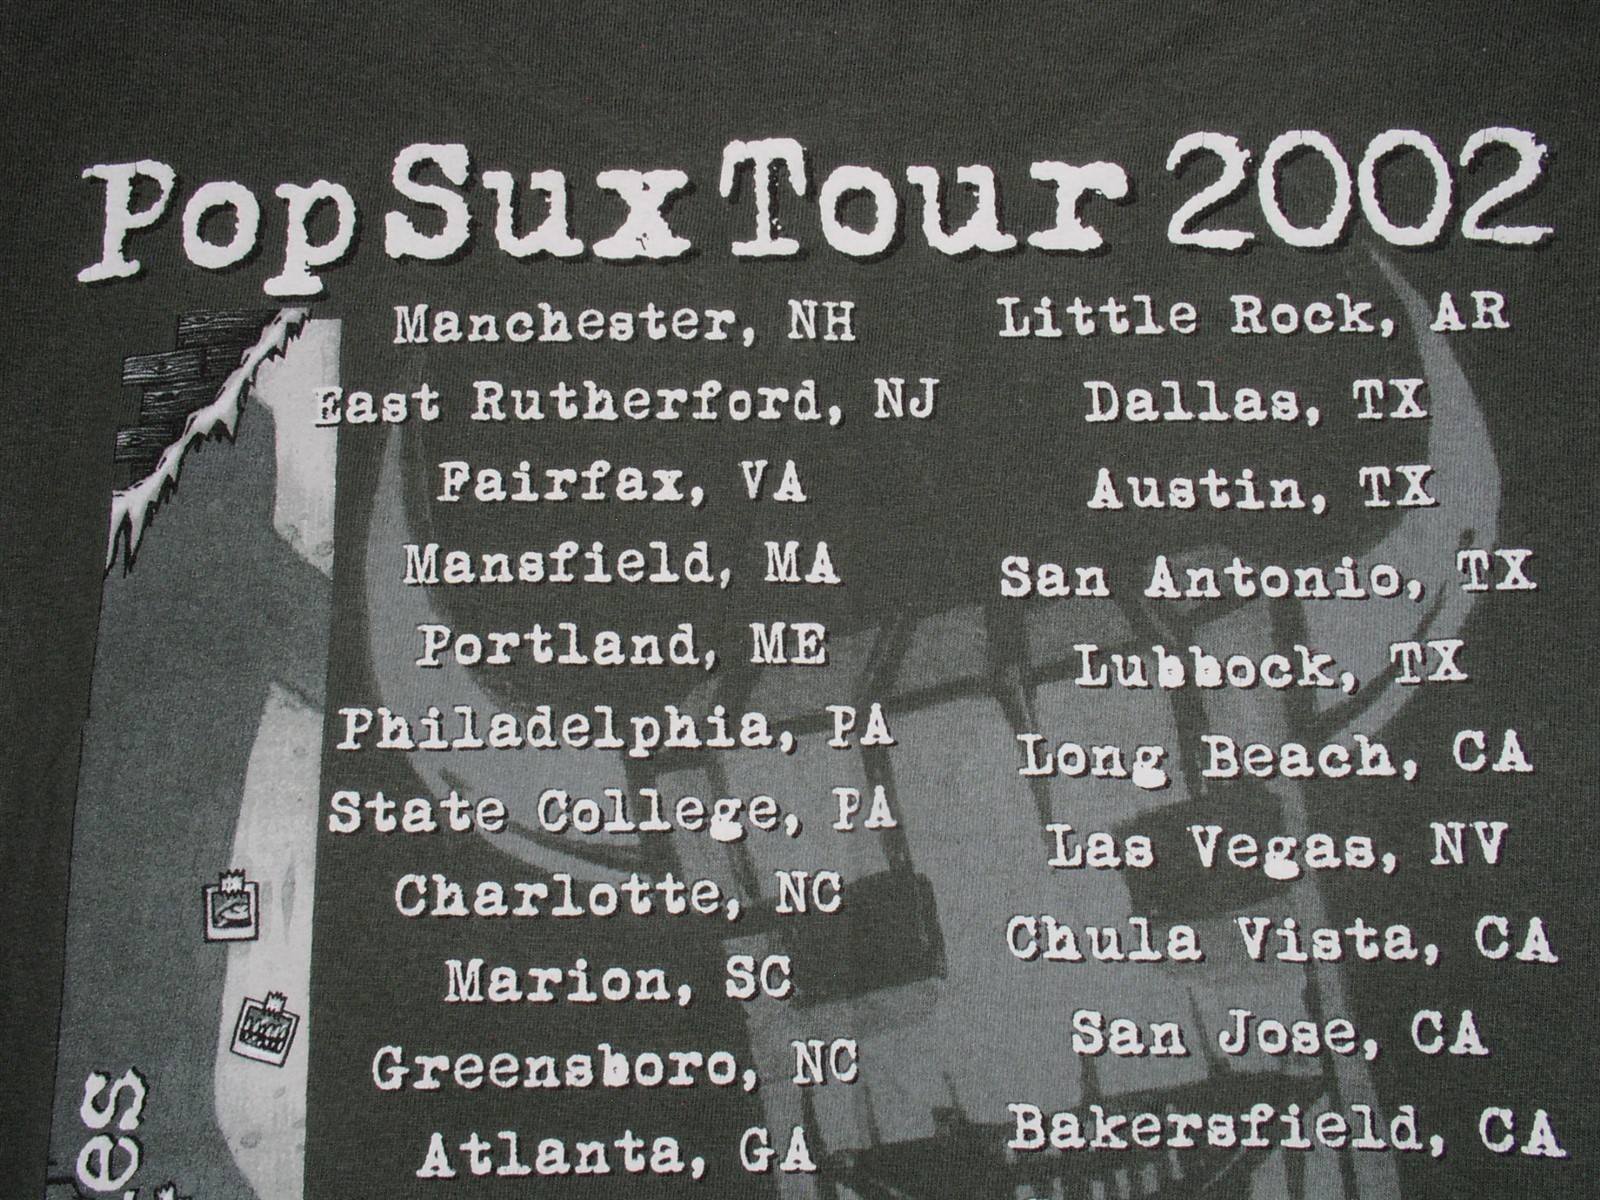 Pop Sux Tour 2002
Manchester, NH
East Rutherford, NJ
Fairfax, VA
Mansfield, MA
Portland, ME
Philadelphia, PA
State College, PA
Charlotte, NC
Marion, SC
Greensboro, NC
Atlanta, GA
Little Rock, AR
Dallas, TX
Austin, TX
San Antonio, TX
Lubbock, TX
Long Beach, CA
Las Vegas, NV
Chula Vista, CA
San Jose, CA
Bakersfield, CA
es